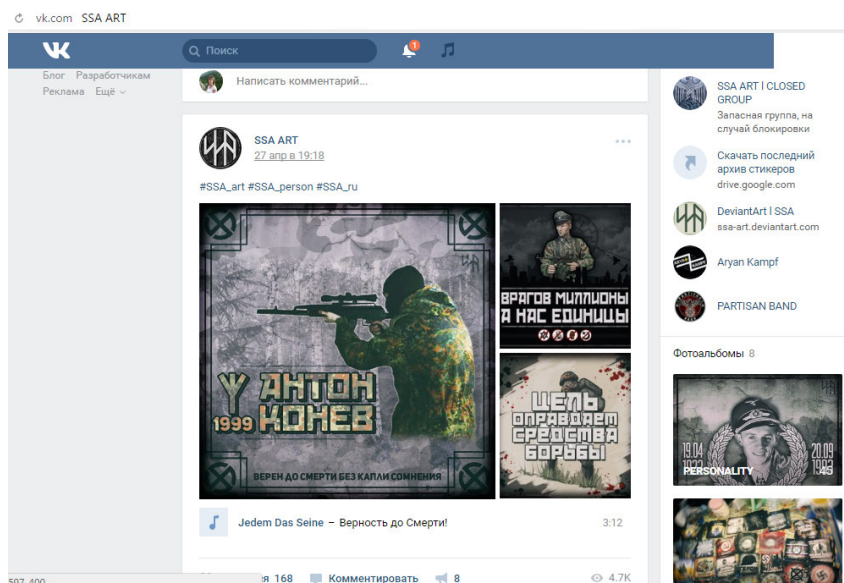 vk.com SSA ART
Поиск
1
Блог Разработчикам
Реклама Ещё
Написать комментарий...
SSA ART
27 апр в 19:18
#SSA_art #SSA_person #SSA_ru
АНТОН
1999 КОНЕВ
ВЕРЕН ДО СМЕРТИ БЕЗ КАПЛИ СОМНЕНИЯ
ВРАГОВ МИЛЛИОНЫ
А НАС ЕДИНИЦЫ
ЦЕЛЬ
ОПРАВДАЕМ
СРЕДСТВА
БОРЬБЫ
Jedem Das Seine – Верность до Смерти!
3:12
168 Комментировать 8
4.7K
SSA ART | CLOSED
GROUP
Запасная группа, на
случай блокировки
Скачать последний
архив стикеров
drive.google.com
DeviantArt | SSA
ssa-art.deviantart.com
Aryan Kampf
PARTISAN BAND
Фотоальбомы 8
19.04 20.09
PERSONALITY 45